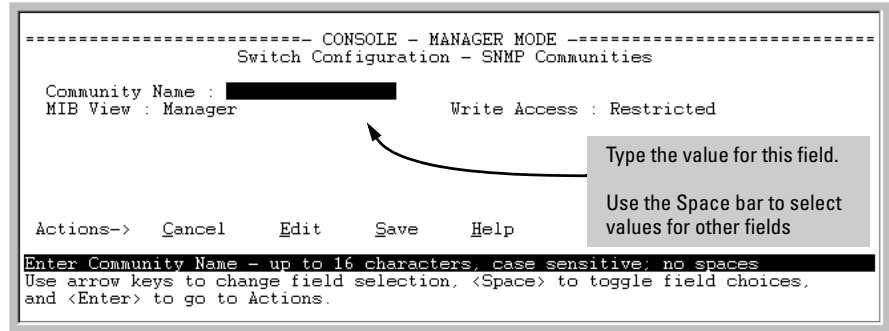 ==========================- CONSOLE - MANAGER MODE -============================
Switch Configuration - SNMP Communities
Community Name :
MIB View : Manager Write Access : Restricted
Type the value for this field.
Use the Space bar to select
values for other fields
Actions-> Cancel Edit Save Help
Enter Community Name - up to 16 characters, case sensitive; no spaces
Use arrow keys to change field selection, <Space> to toggle field choices,
and <Enter> to go to Actions.